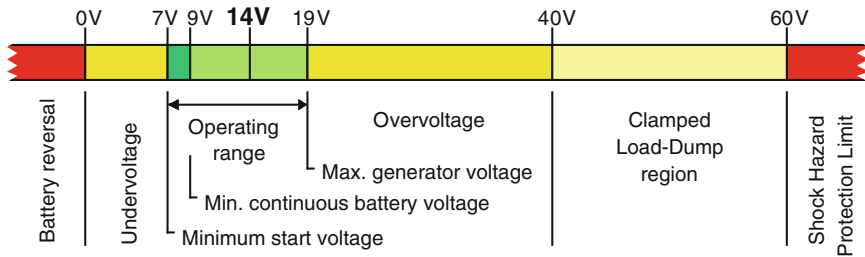 0V 7V 9V 14V 19V 40V 60V
Battery reversal
Undervoltage
Operating
range
Overvoltage
Clamped
Load-Dump
region
Shock Hazard
Protection Limit
Max. generator voltage
Min. continuous battery voltage
Minimum start voltage